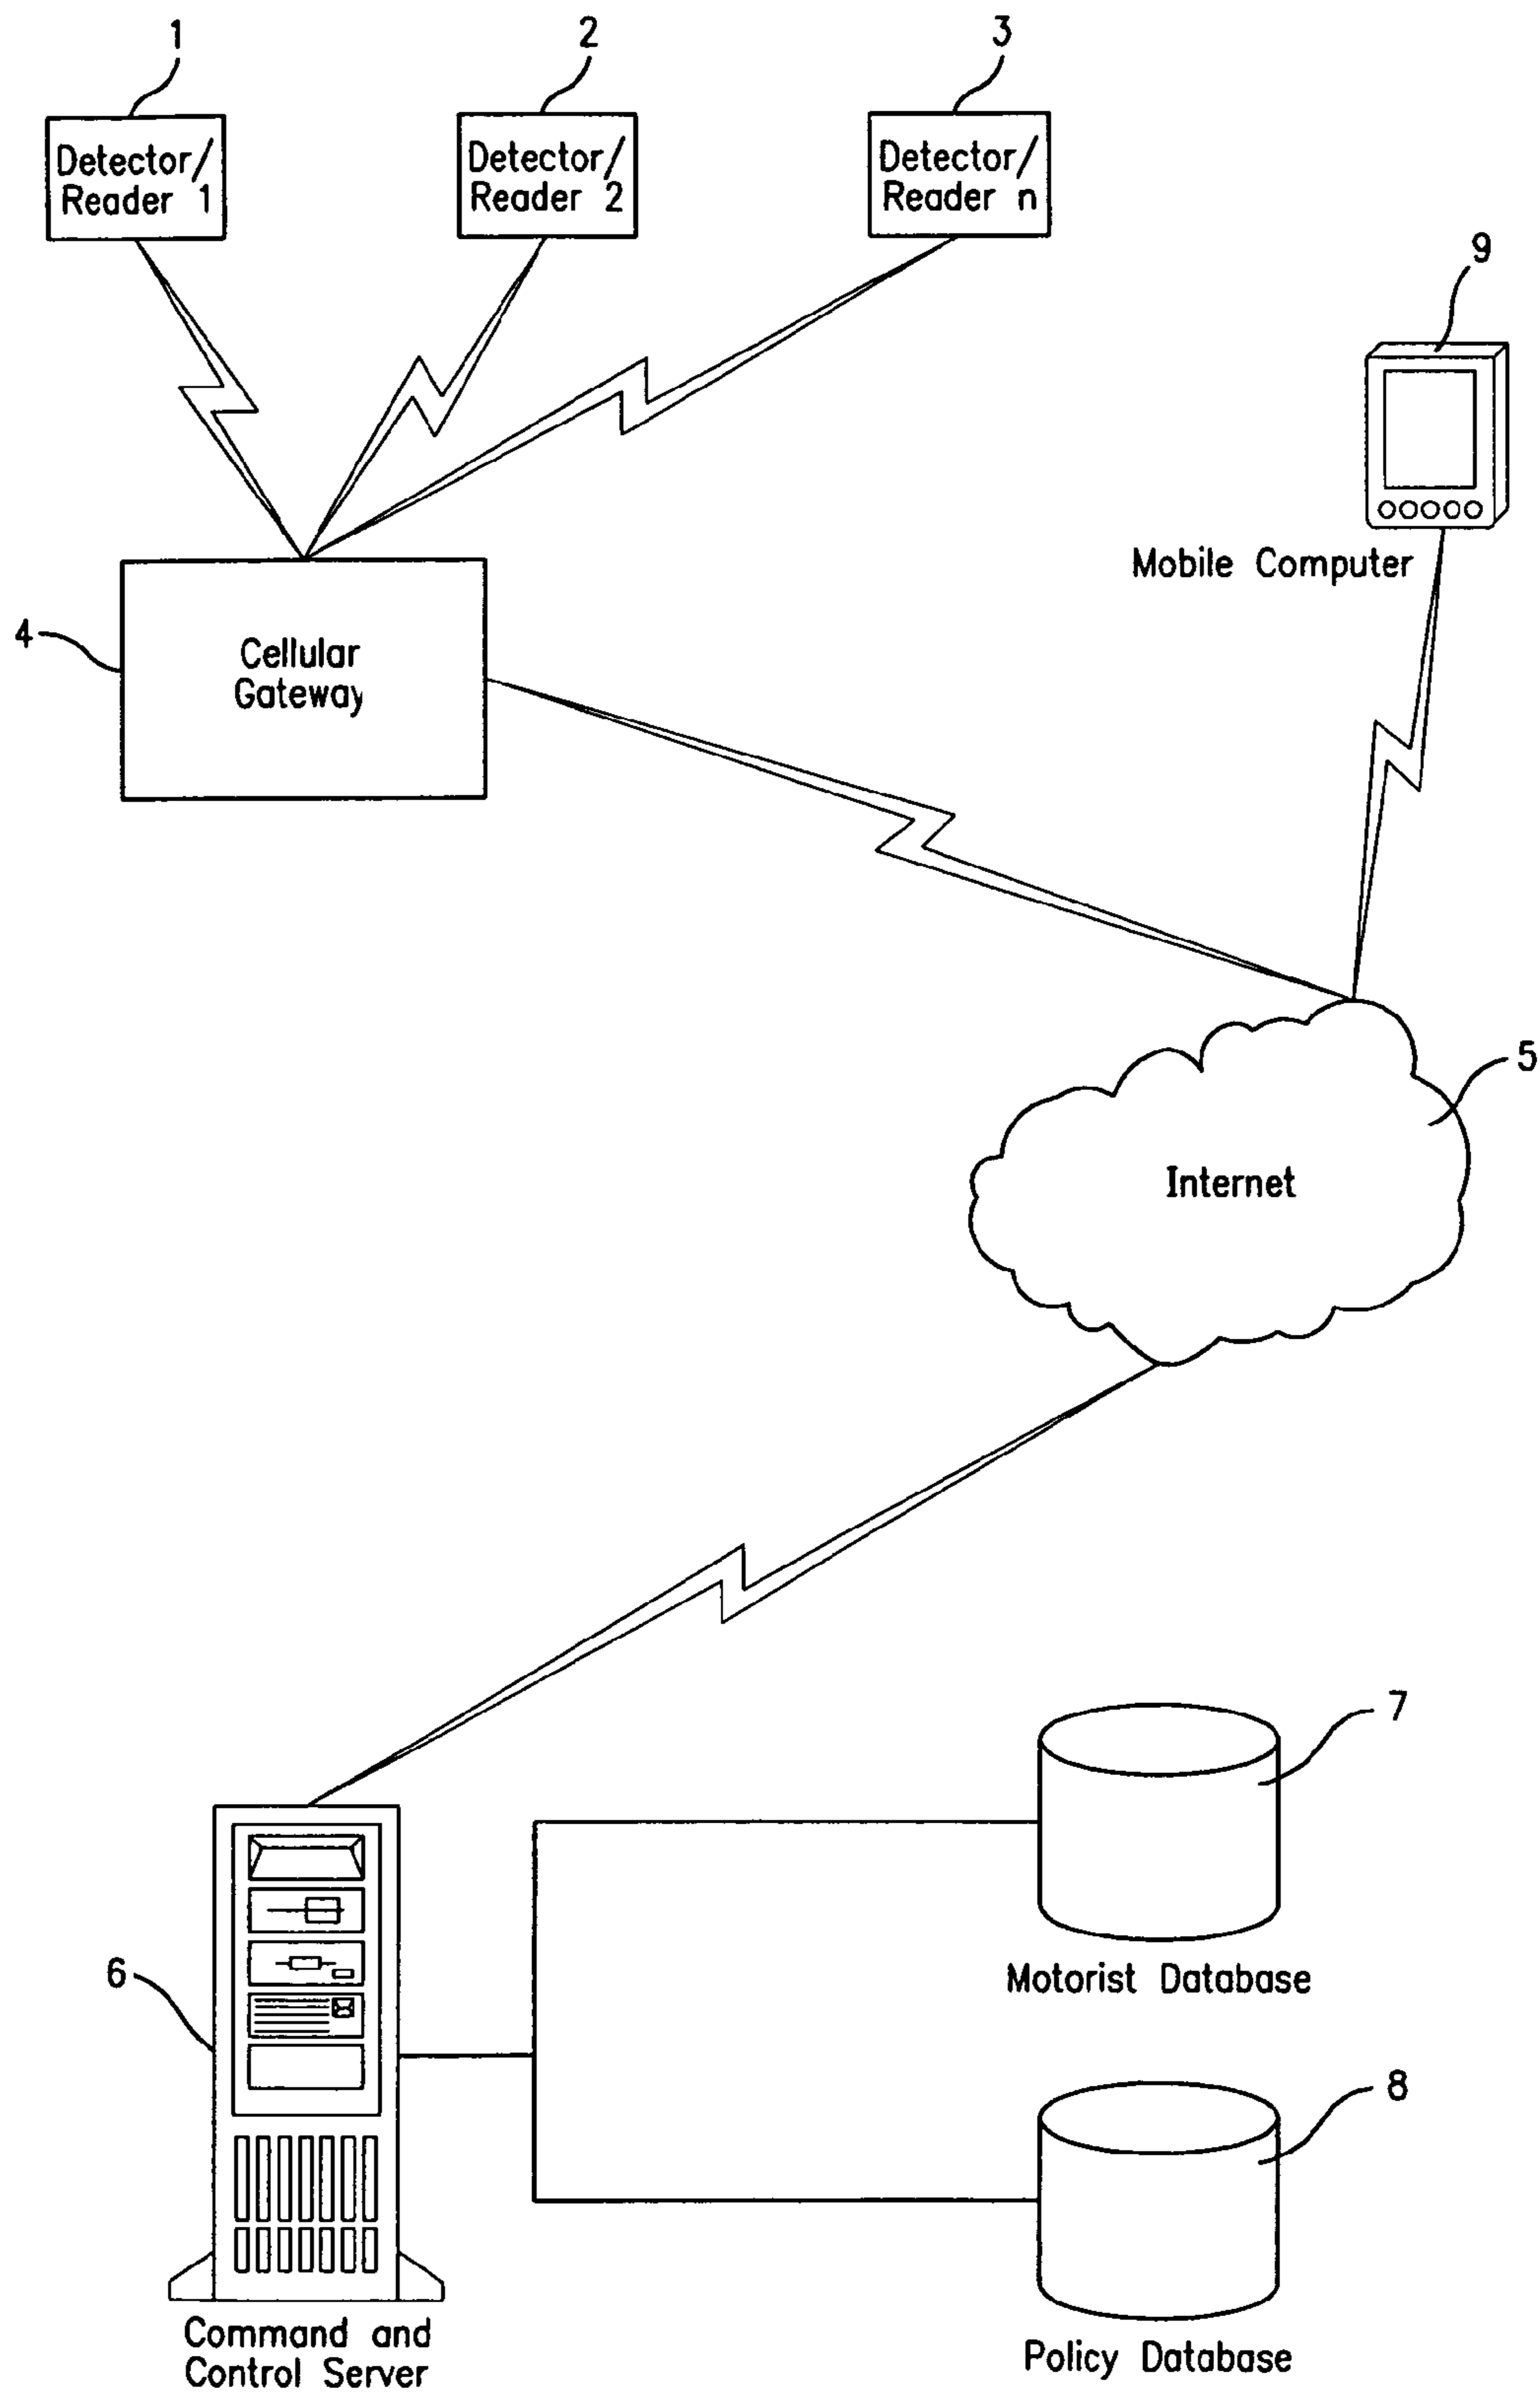 1
2
3
Detector/
Reader 1
Detector/
Reader 2
Detector/
Reader n
9
Mobile Computer
4
Cellular
Gateway
5
Internet
7
Motorist Database
6
8
Command and
Control Server
Policy Database